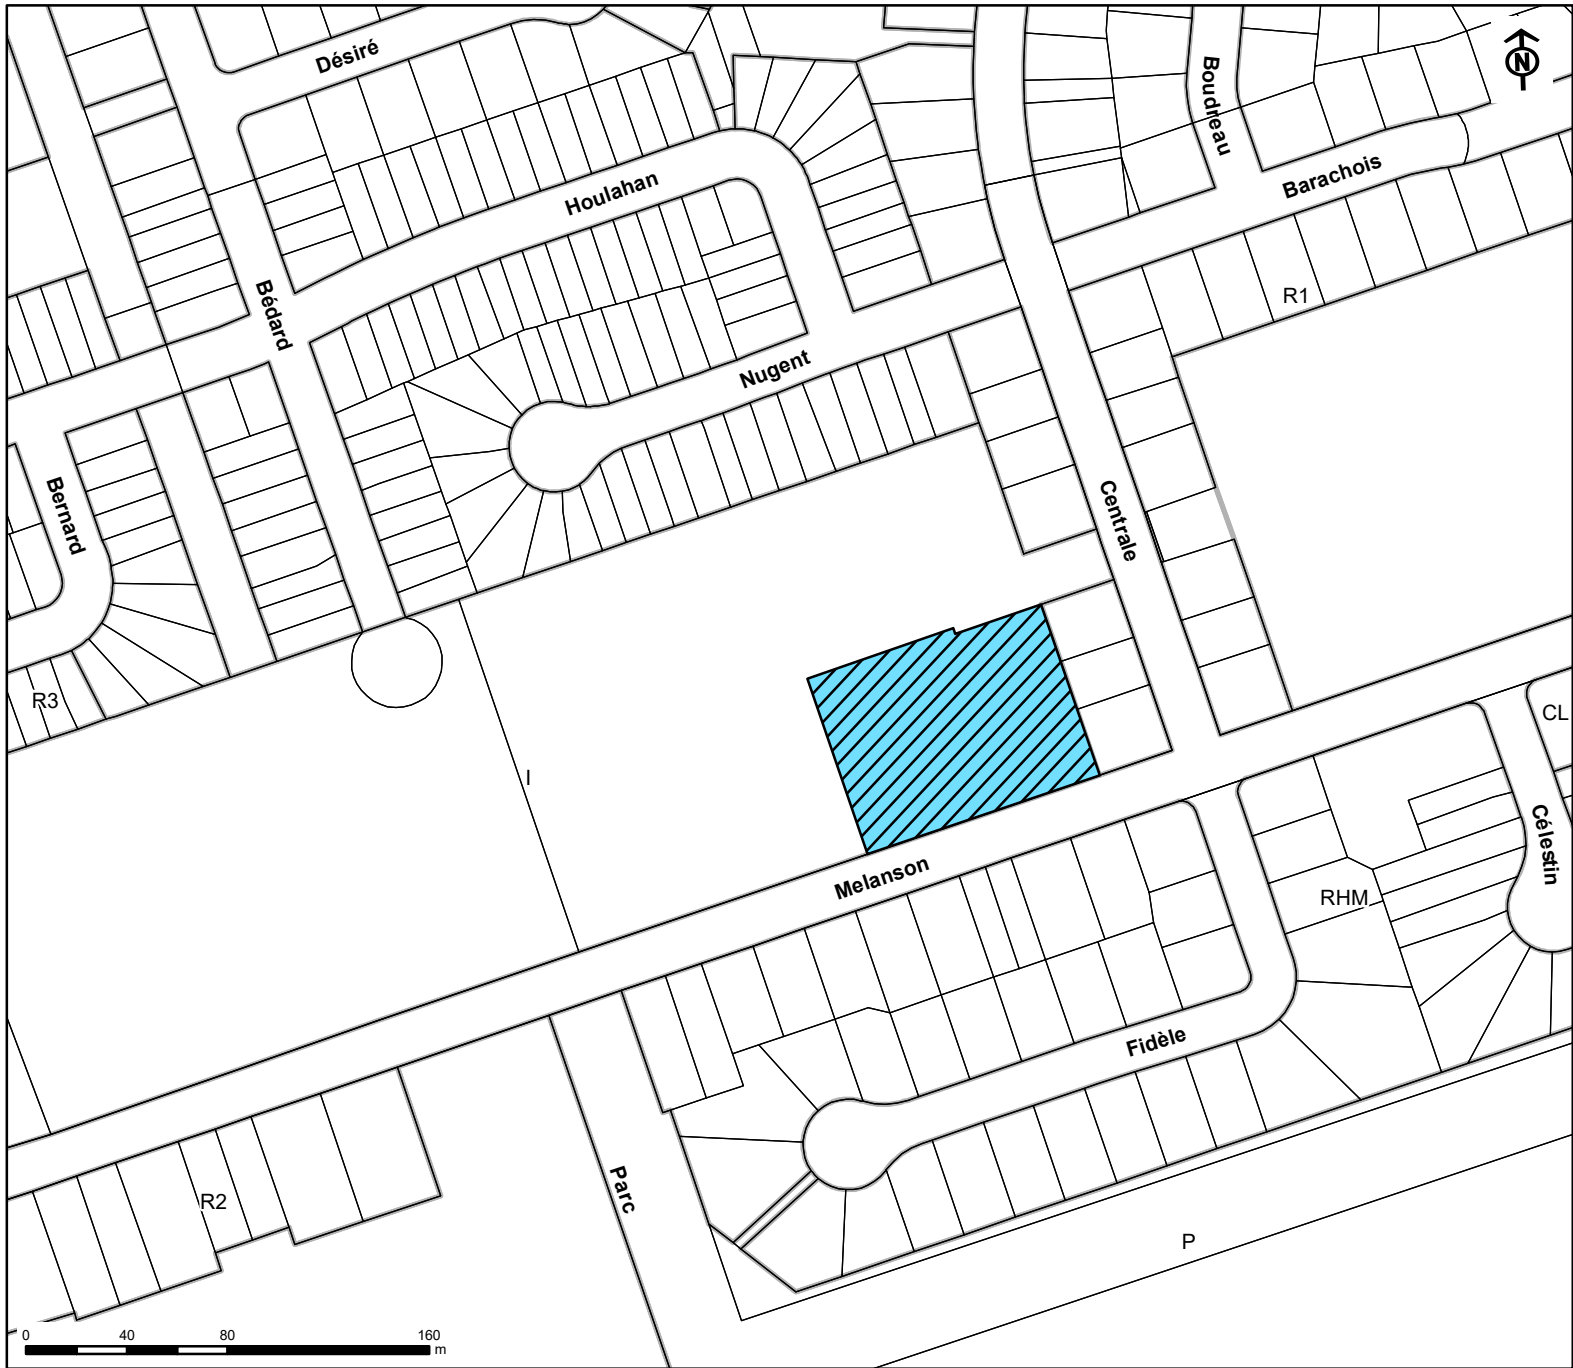 Désiré
N
Boudreau
Barachois
Houlahan
R1
Bédard
Nugent
Centrale
Bernard
R3
CL
I
Célestin
Melanson
RHM
Fidèle
Parc
R2
P
0 40 80 160
m